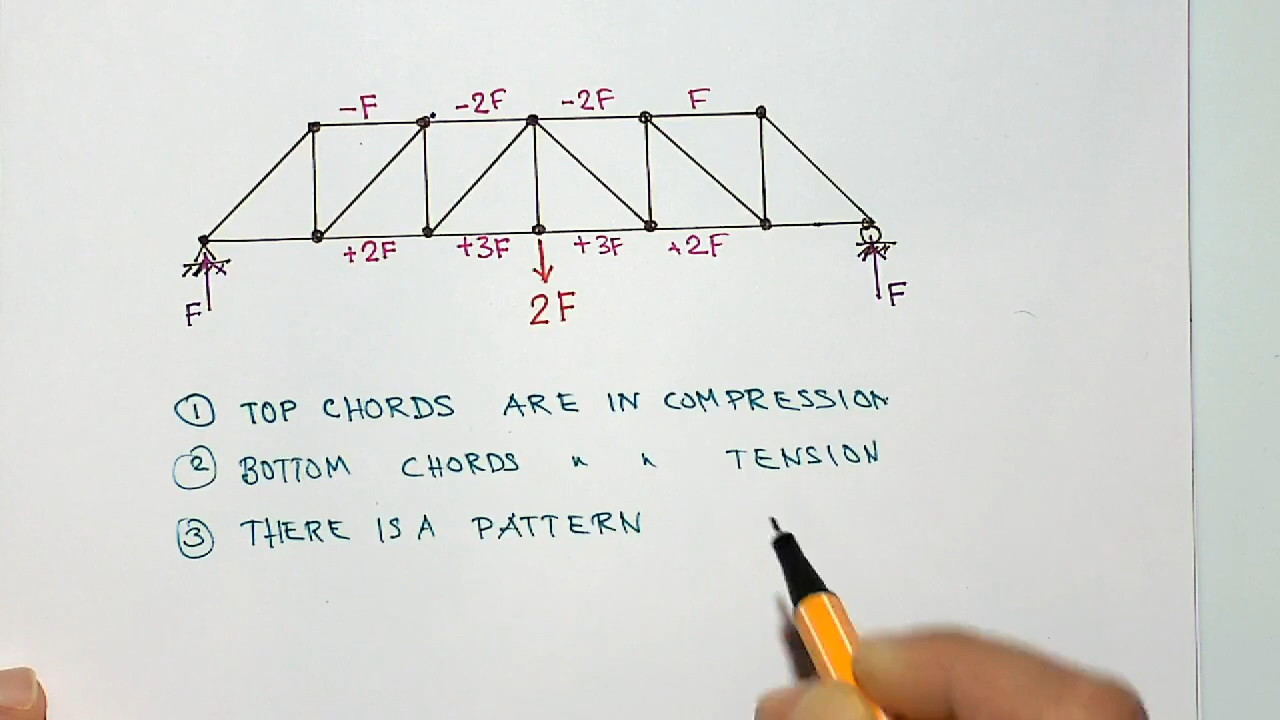 -F -2F -2F F
+2F +3F +3F +2F
F 2F F
① TOP CHORDS ARE IN COMPRESSION
② BOTTOM CHORDS " " TENSION
③ THERE IS A PATTERN